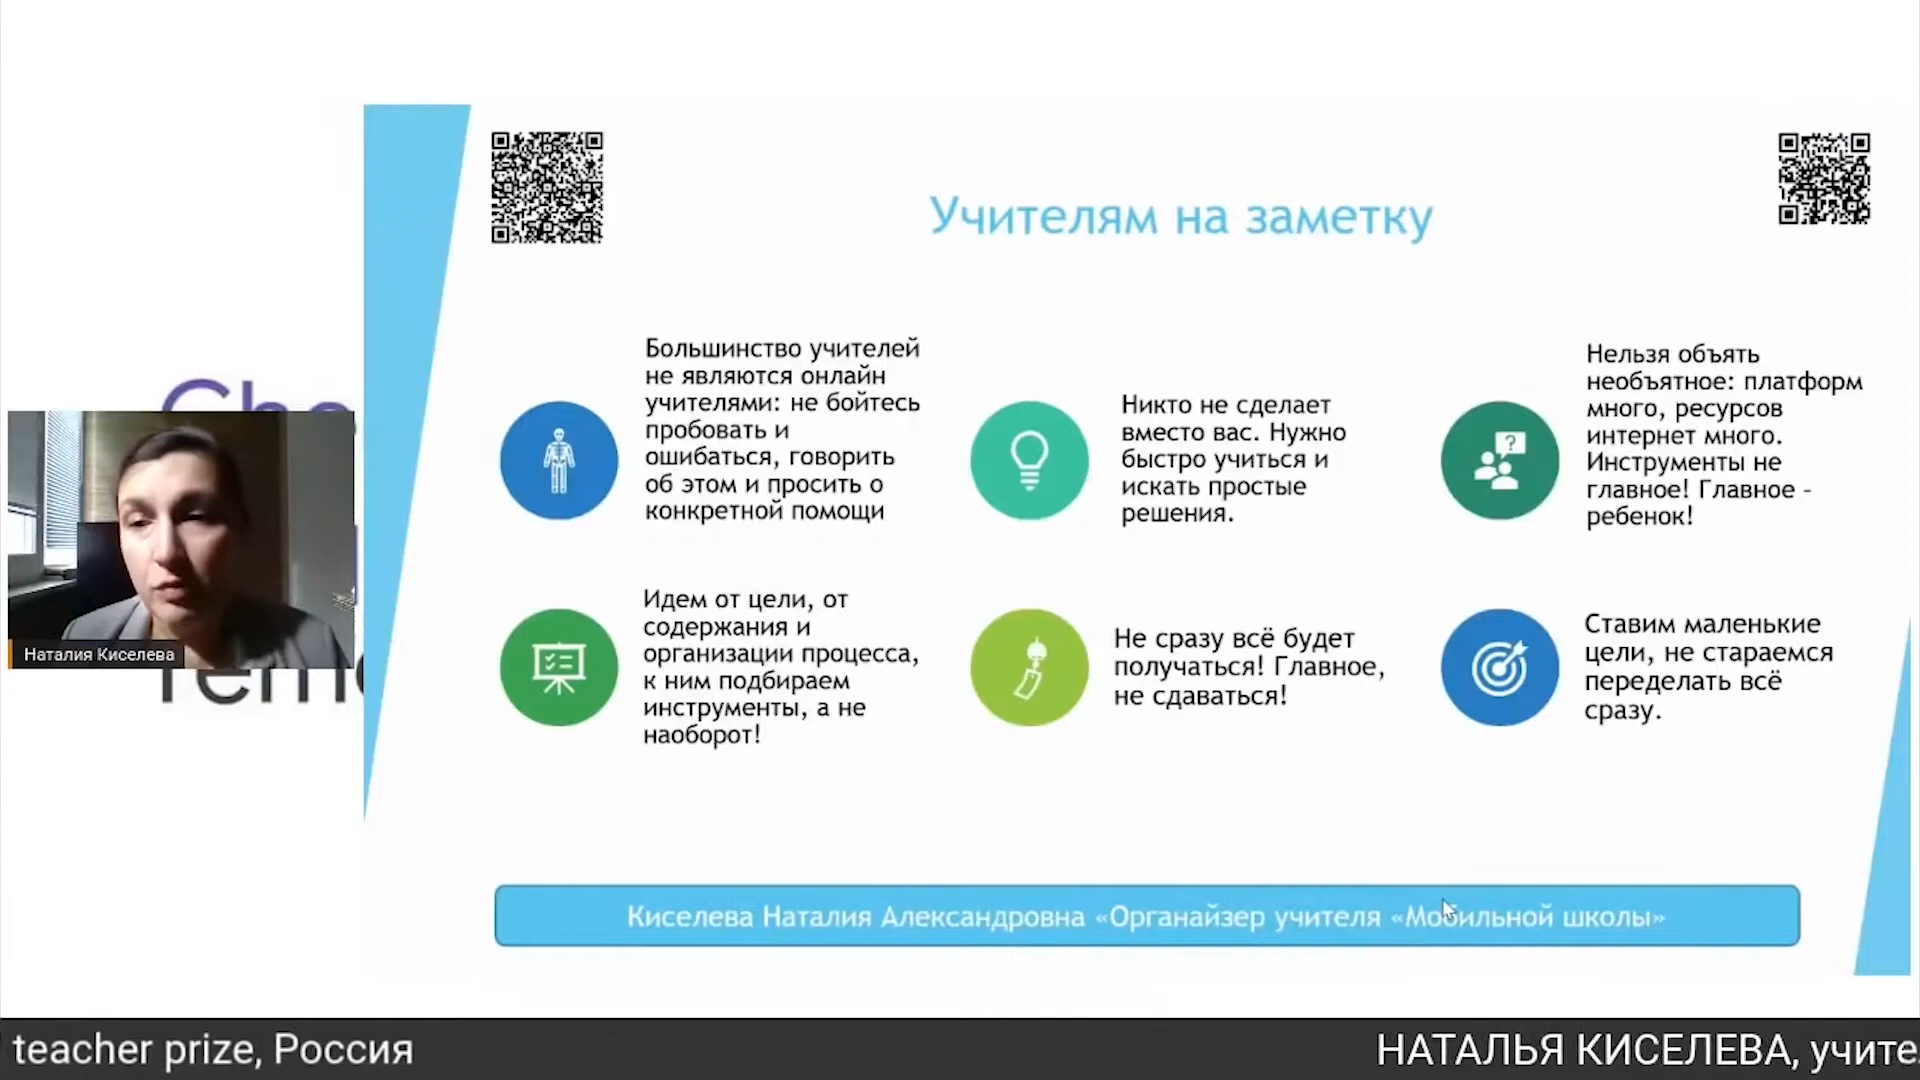 Учителям на заметку
Большинство учителей
не являются онлайн
учителями: не бойтесь
пробовать и
ошибаться, говорить
об этом и просить о
конкретной помощи
Никто не сделает
вместо вас. Нужно
быстро учиться и
искать простые
решения.
Нельзя объять
необъятное: платформ
много, ресурсов
интернет много.
Инструменты не
главное! Главное –
ребенок!
Идем от цели, от
содержания и
организации процесса,
к ним подбираем
инструменты, а не
наоборот!
Не сразу всё будет
получаться! Главное,
не сдаваться!
Ставим маленькие
цели, не стараемся
переделать всё
сразу.
Наталия Киселева
Киселева Наталия Александровна «Органайзер учителя «Мобильной школы»
teacher prize, Россия
НАТАЛЬЯ КИСЕЛЕВА, учите